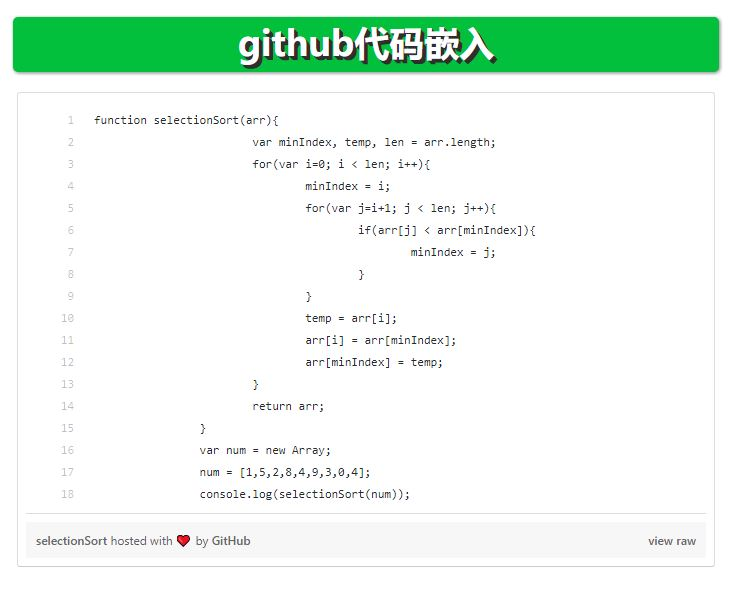 github代码嵌入
1 function selectionSort(arr){
2 var minIndex, temp, len = arr.length;
3 for(var i=0; i < len; i++){
4 minIndex = i;
5 for(var j=i+1; j < len; j++){
6 if(arr[j] < arr[minIndex]){
7 minIndex = j;
8 }
9 }
10 temp = arr[i];
11 arr[i] = arr[minIndex];
12 arr[minIndex] = temp;
13 }
14 return arr;
15 }
16 var num = new Array;
17 num = [1,5,2,8,4,9,3,0,4];
18 console.log(selectionSort(num));
selectionSort hosted with ❤ by GitHub view raw